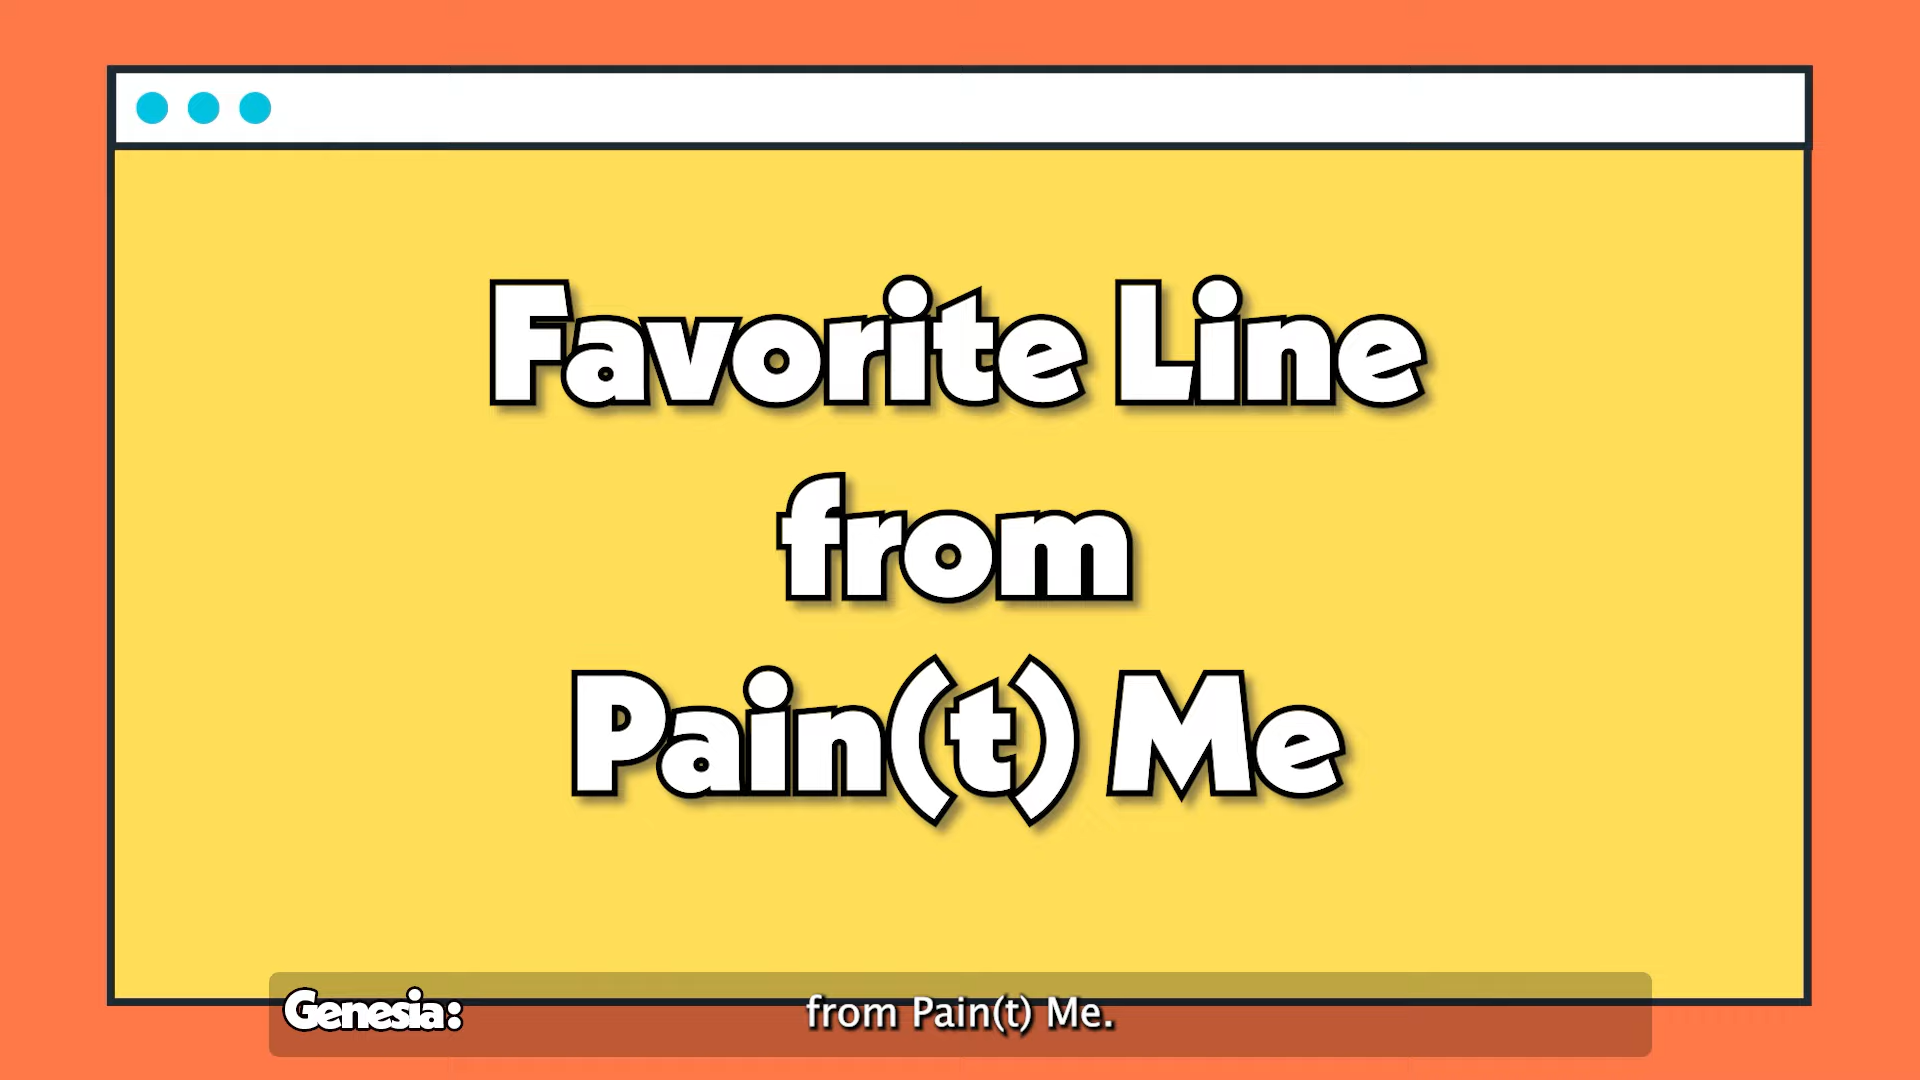 Favorite Line
from
Pain(t) Me
Genesia: from Pain(t) Me.